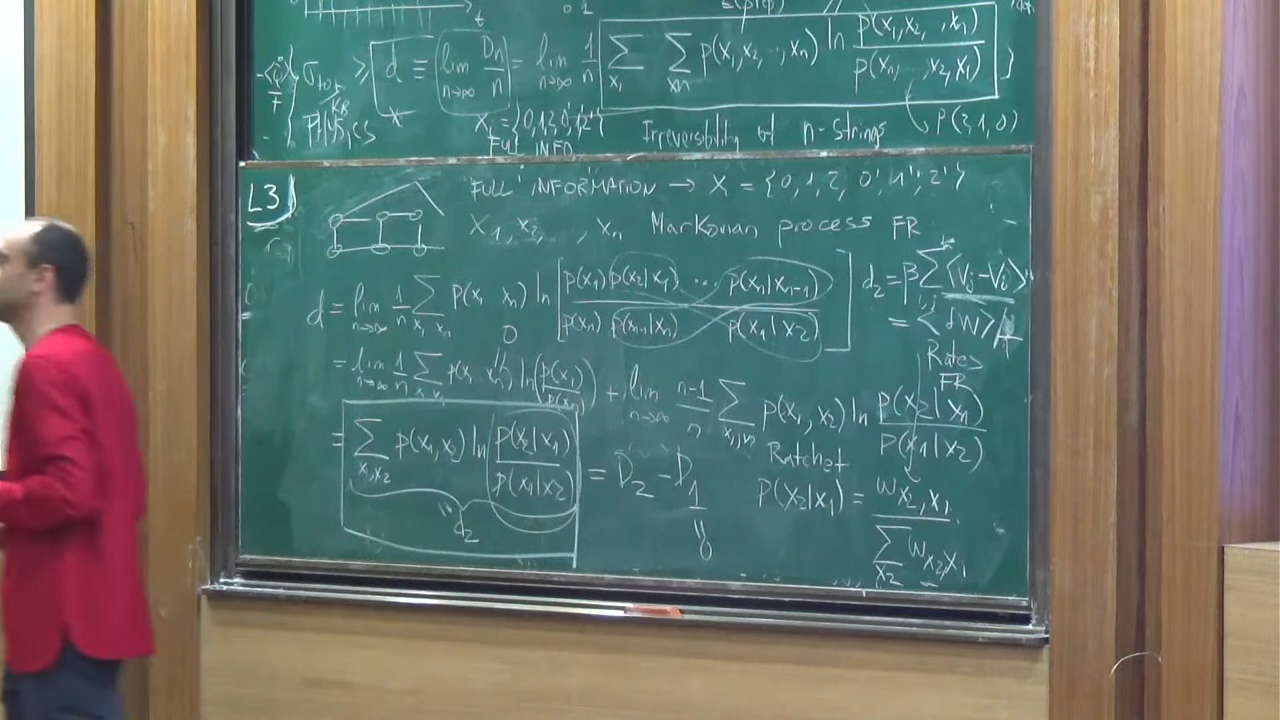 t
σ_tot ≥ d ≡ lim_{n→∞} D_n/n = lim_{n→∞} 1/n Σ_{x_1} Σ_{x_n} p(x_1,x_2,..,x_n) ln p(x_1,x_2,.,x_n)/p(x_n,..,x_2,x_1)
PHYSICS
FULL INFO
Irreversibility of n-strings
p(2,1,0)
L3
"FULL" INFORMATION → X = {0,1,2,0',1',2'}
X_1, x_2, , x_n Markovian process FR
d = lim_{n→∞} 1/n Σ_{x_1 x_n} p(x_1 x_n) ln [p(x_1) p(x_2|x_1) ... p(x_n|x_{n-1}) / p(x_n) p(x_{n-1}|x_n) p(x_1|x_2)]
d_2 = β Σ_{i,j} <V_j-V_i>
0
Rates
FR
= lim_{n→∞} 1/n Σ p(x_1 x_n) ln(p(x_1)/p(x_n)) + lim_{n→∞} n-1/n Σ_{x_1,x_2} p(x_1,x_2) ln p(x_2|x_1)/p(x_1|x_2)
= Σ_{x_1,x_2} p(x_1,x_2) ln p(x_2|x_1)/p(x_1|x_2) = D_2 - D_1
"d_2
0
Ratchet
p(x_2|x_1) = w_{x_2,x_1} / Σ_{x_2} w_{x_2 x_1}